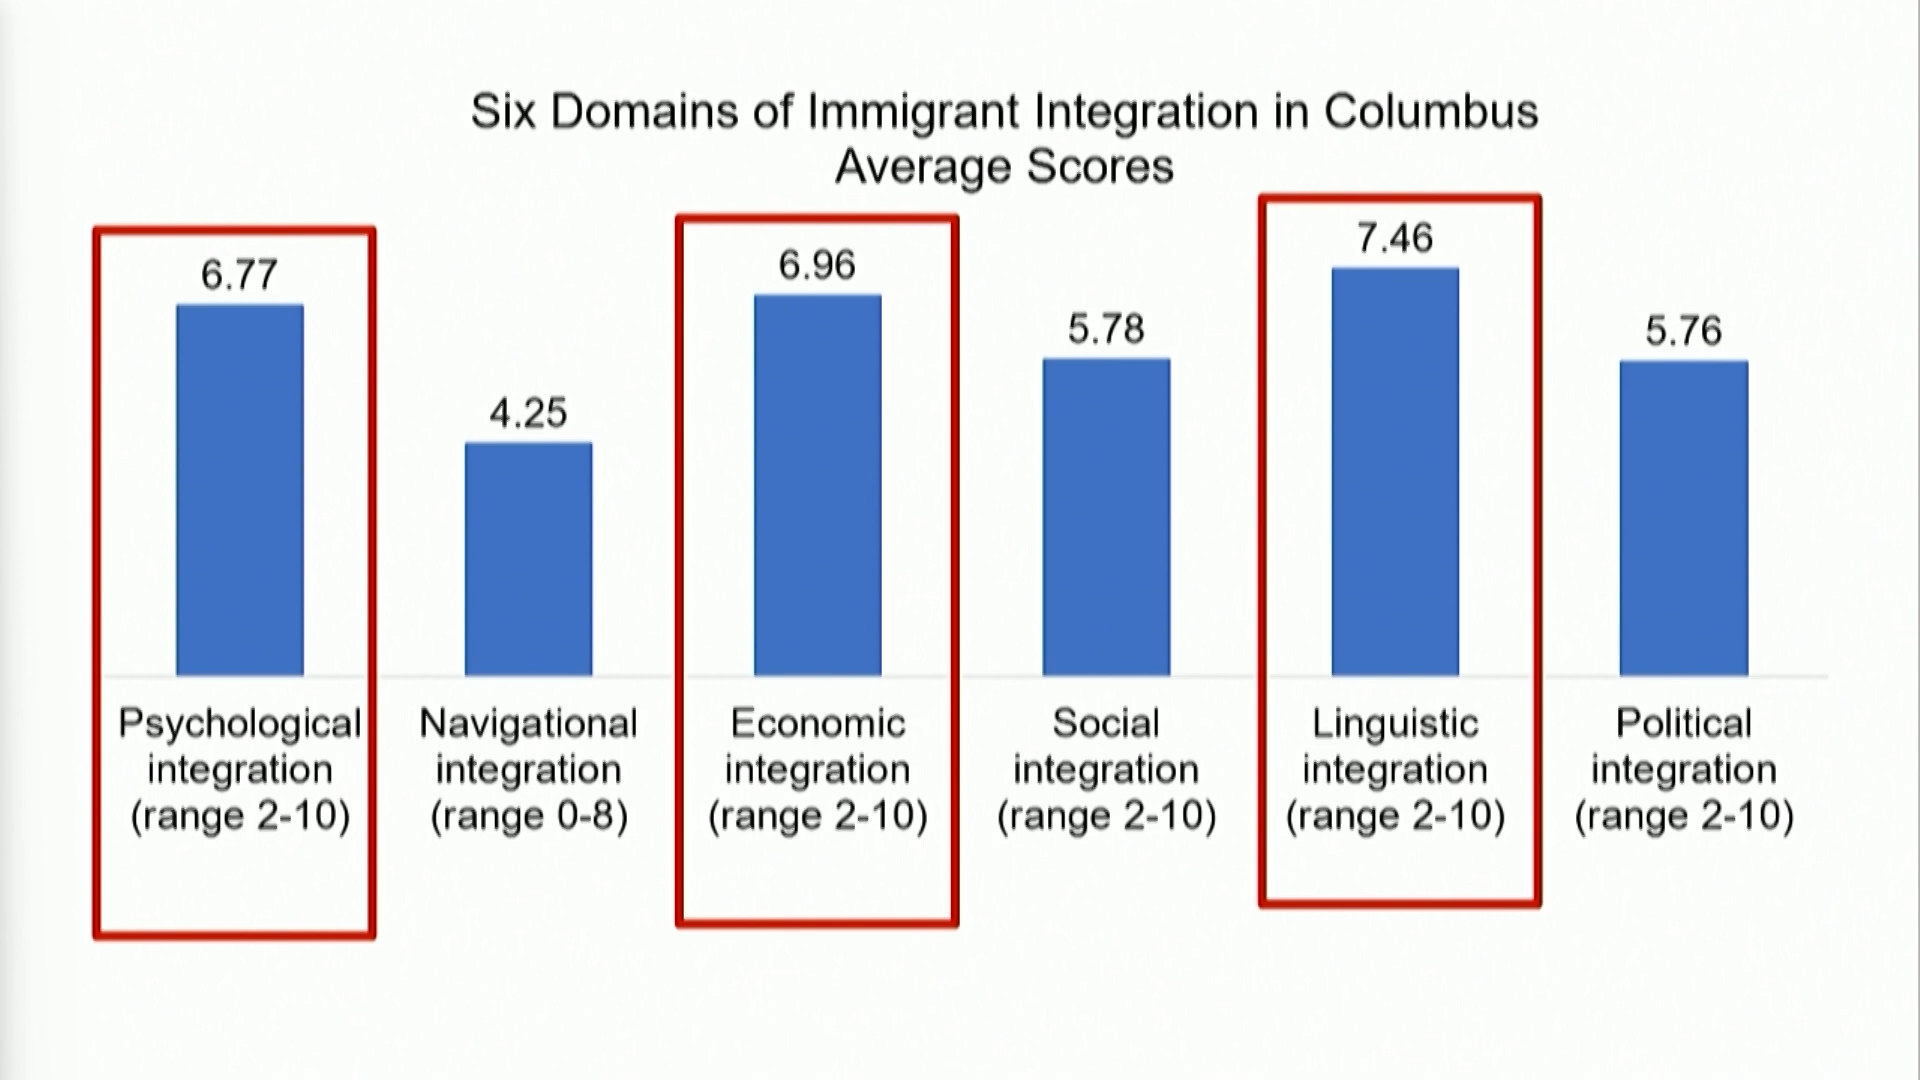 Six Domains of Immigrant Integration in Columbus
Average Scores
6.77
4.25
6.96
5.78
7.46
5.76
Psychological
integration
(range 2-10)
Navigational
integration
(range 0-8)
Economic
integration
(range 2-10)
Social
integration
(range 2-10)
Linguistic
integration
(range 2-10)
Political
integration
(range 2-10)